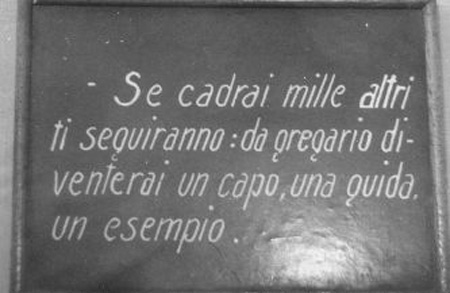 - Se cadrai mille altri
ti seguiranno: da gregario di-
venterai un capo, una guida,
un esempio.